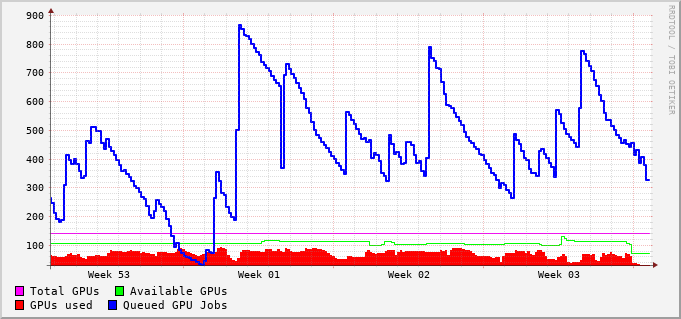 900
800
700
600
500
400
300
200
100
Week 53 Week 01 Week 02 Week 03
Total GPUs Available GPUs
GPUs used Queued GPU Jobs
RRDTOOL / TOBI OETIKER